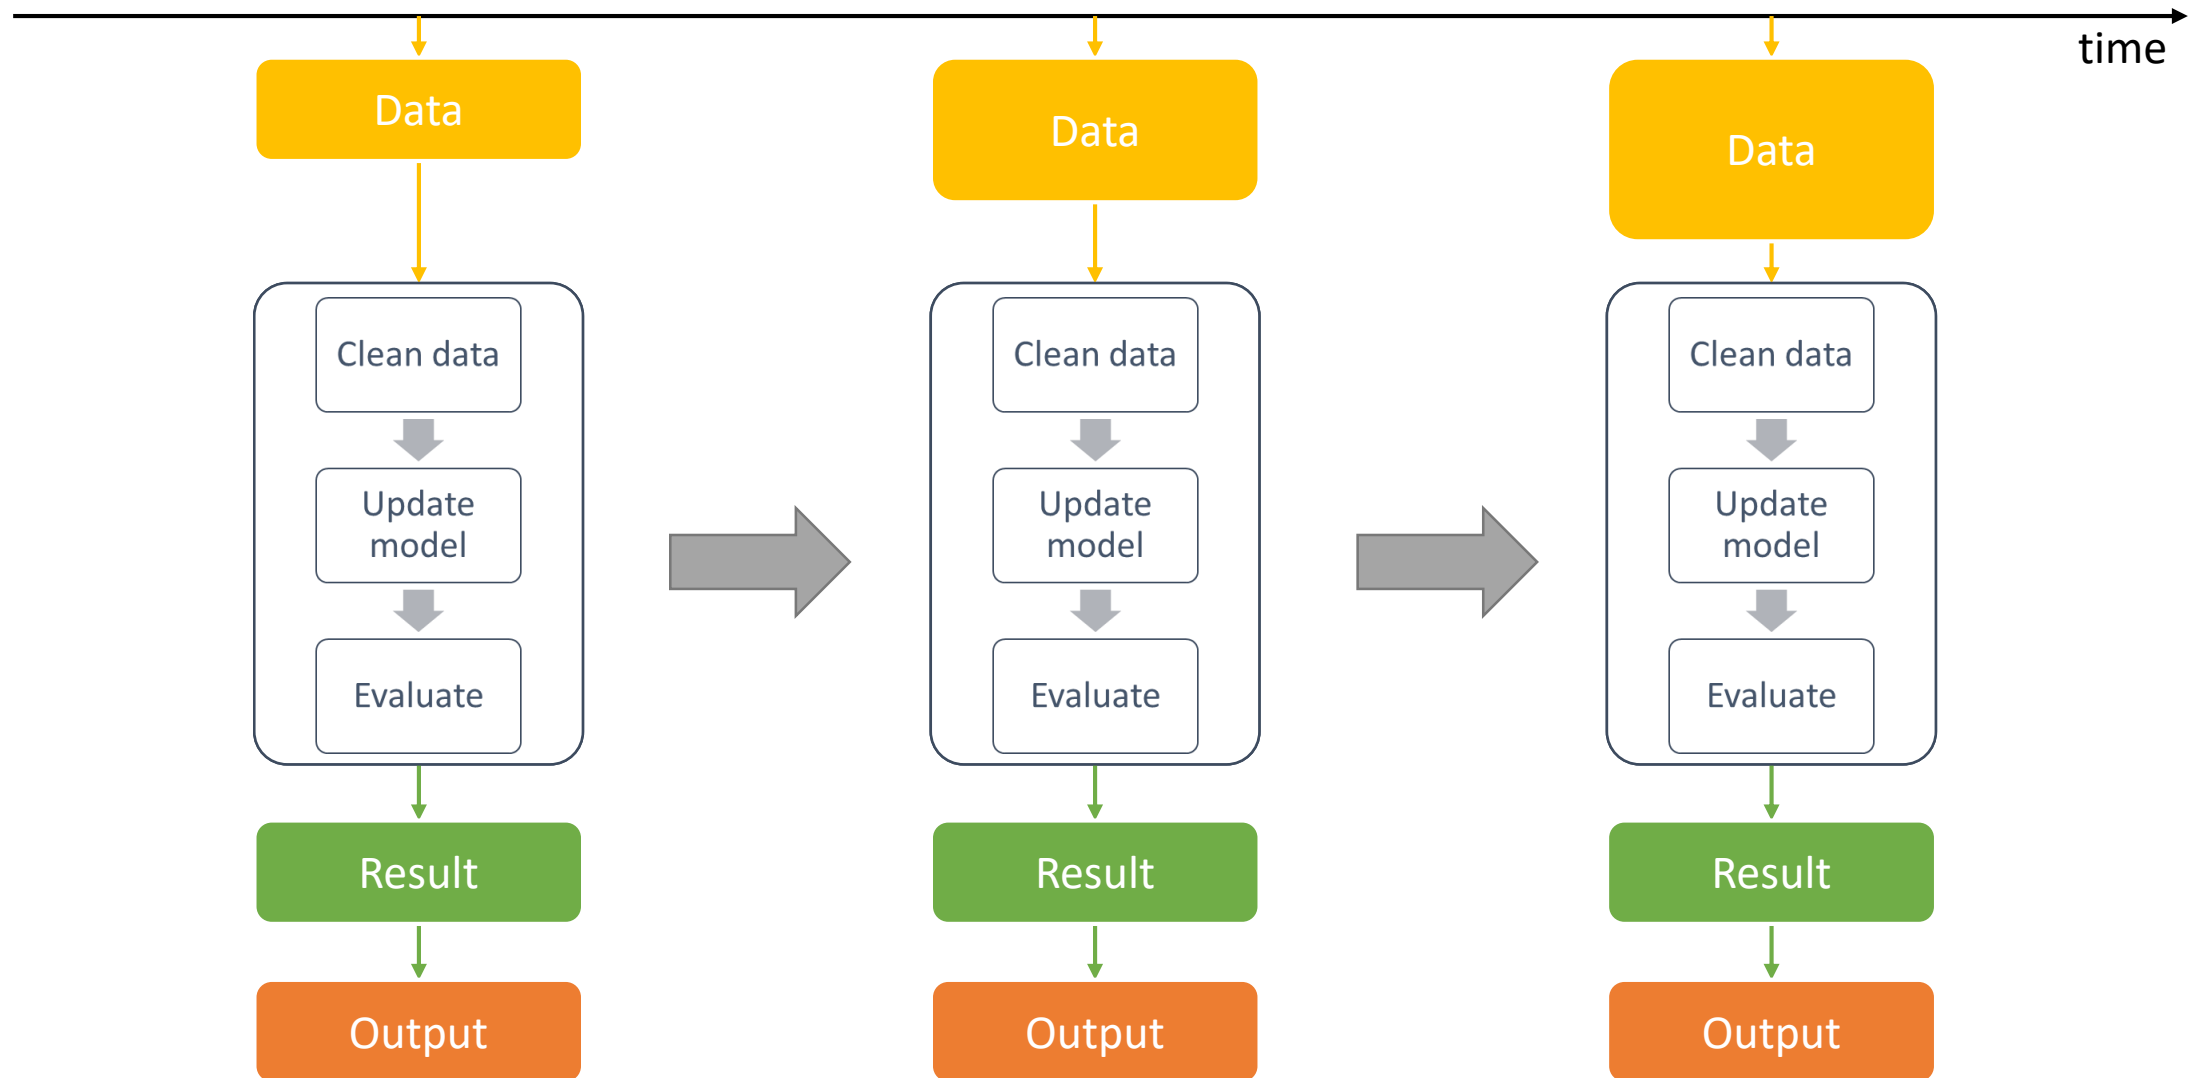 time
Data
Clean data
Update
model
Evaluate
Result
Output
Data
Clean data
Update
model
Evaluate
Result
Output
Data
Clean data
Update
model
Evaluate
Result
Output